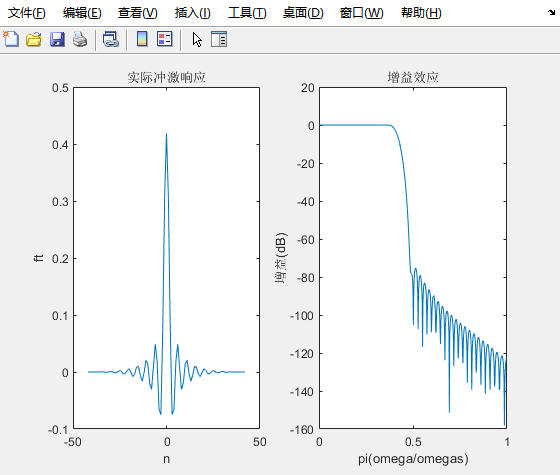 文件(F) 编辑(E) 查看(V) 插入(I) 工具(T) 桌面(D) 窗口(W) 帮助(H)
实际冲激响应
0.5
0.4
0.3
0.2
0.1
0
-0.1
ft
-50 0 50
n
增益效应
20
0
-20
-40
-60
-80
-100
-120
-140
-160
增益(dB)
0 0.5 1
pi(omega/omegas)